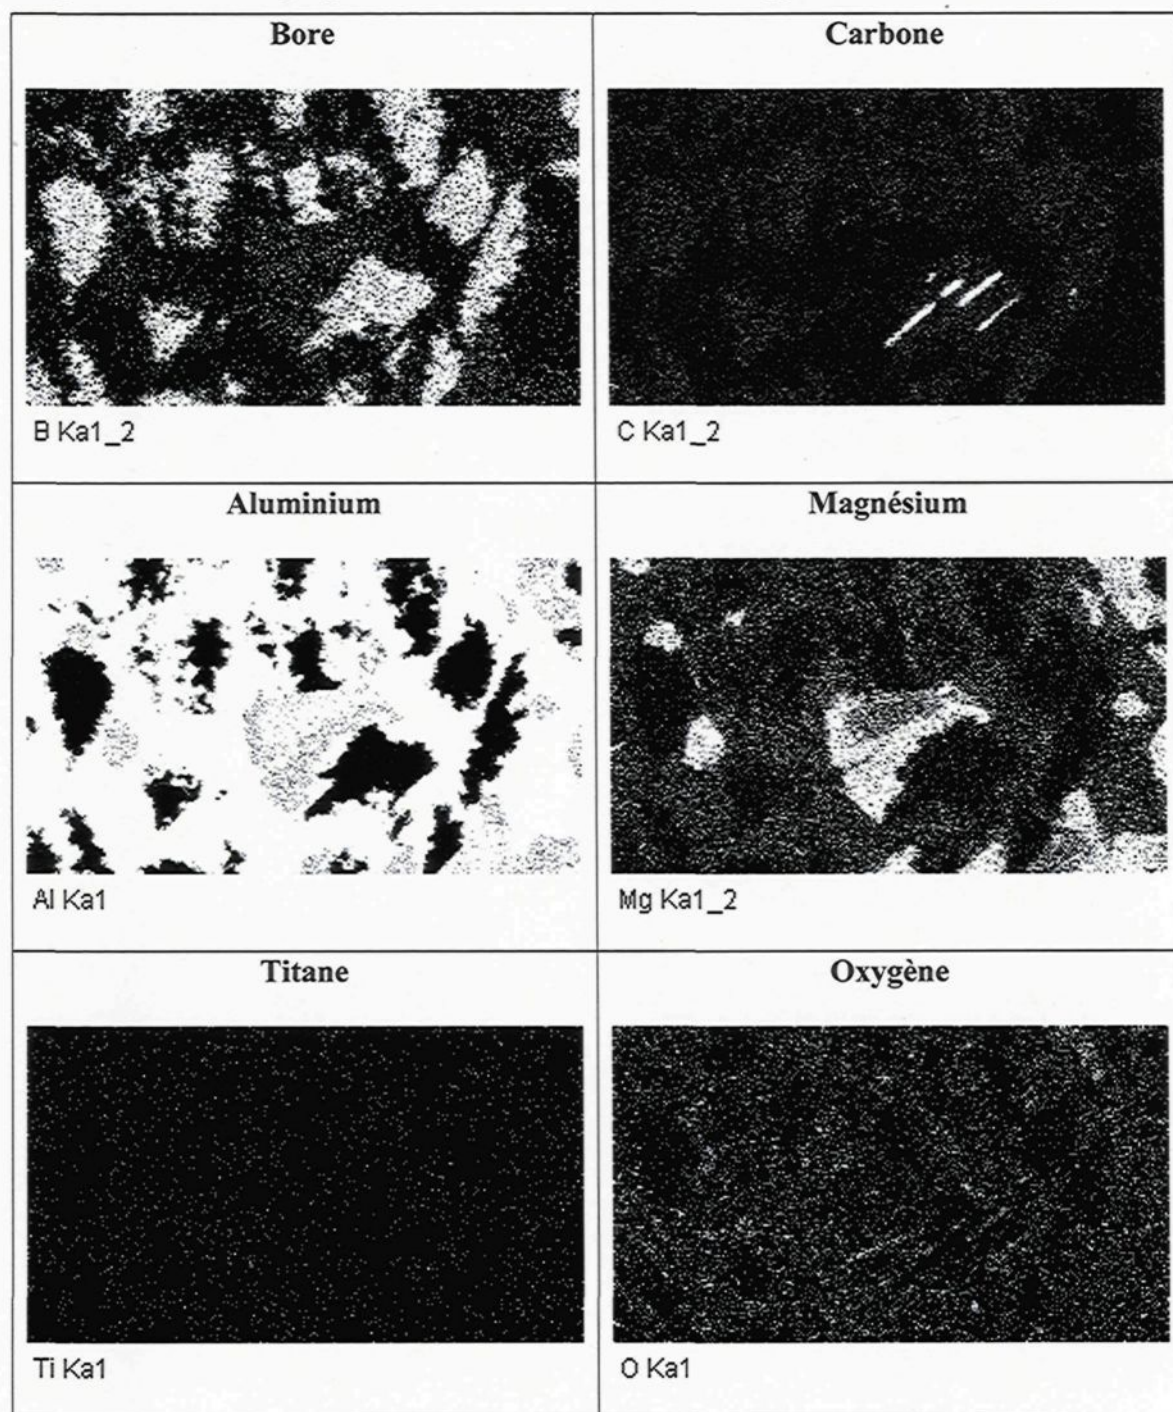 Bore
Carbone
B Ka1_2
C Ka1_2
Aluminium
Magnésium
Al Ka1
Mg Ka1_2
Titane
Oxygène
Ti Ka1
O Ka1